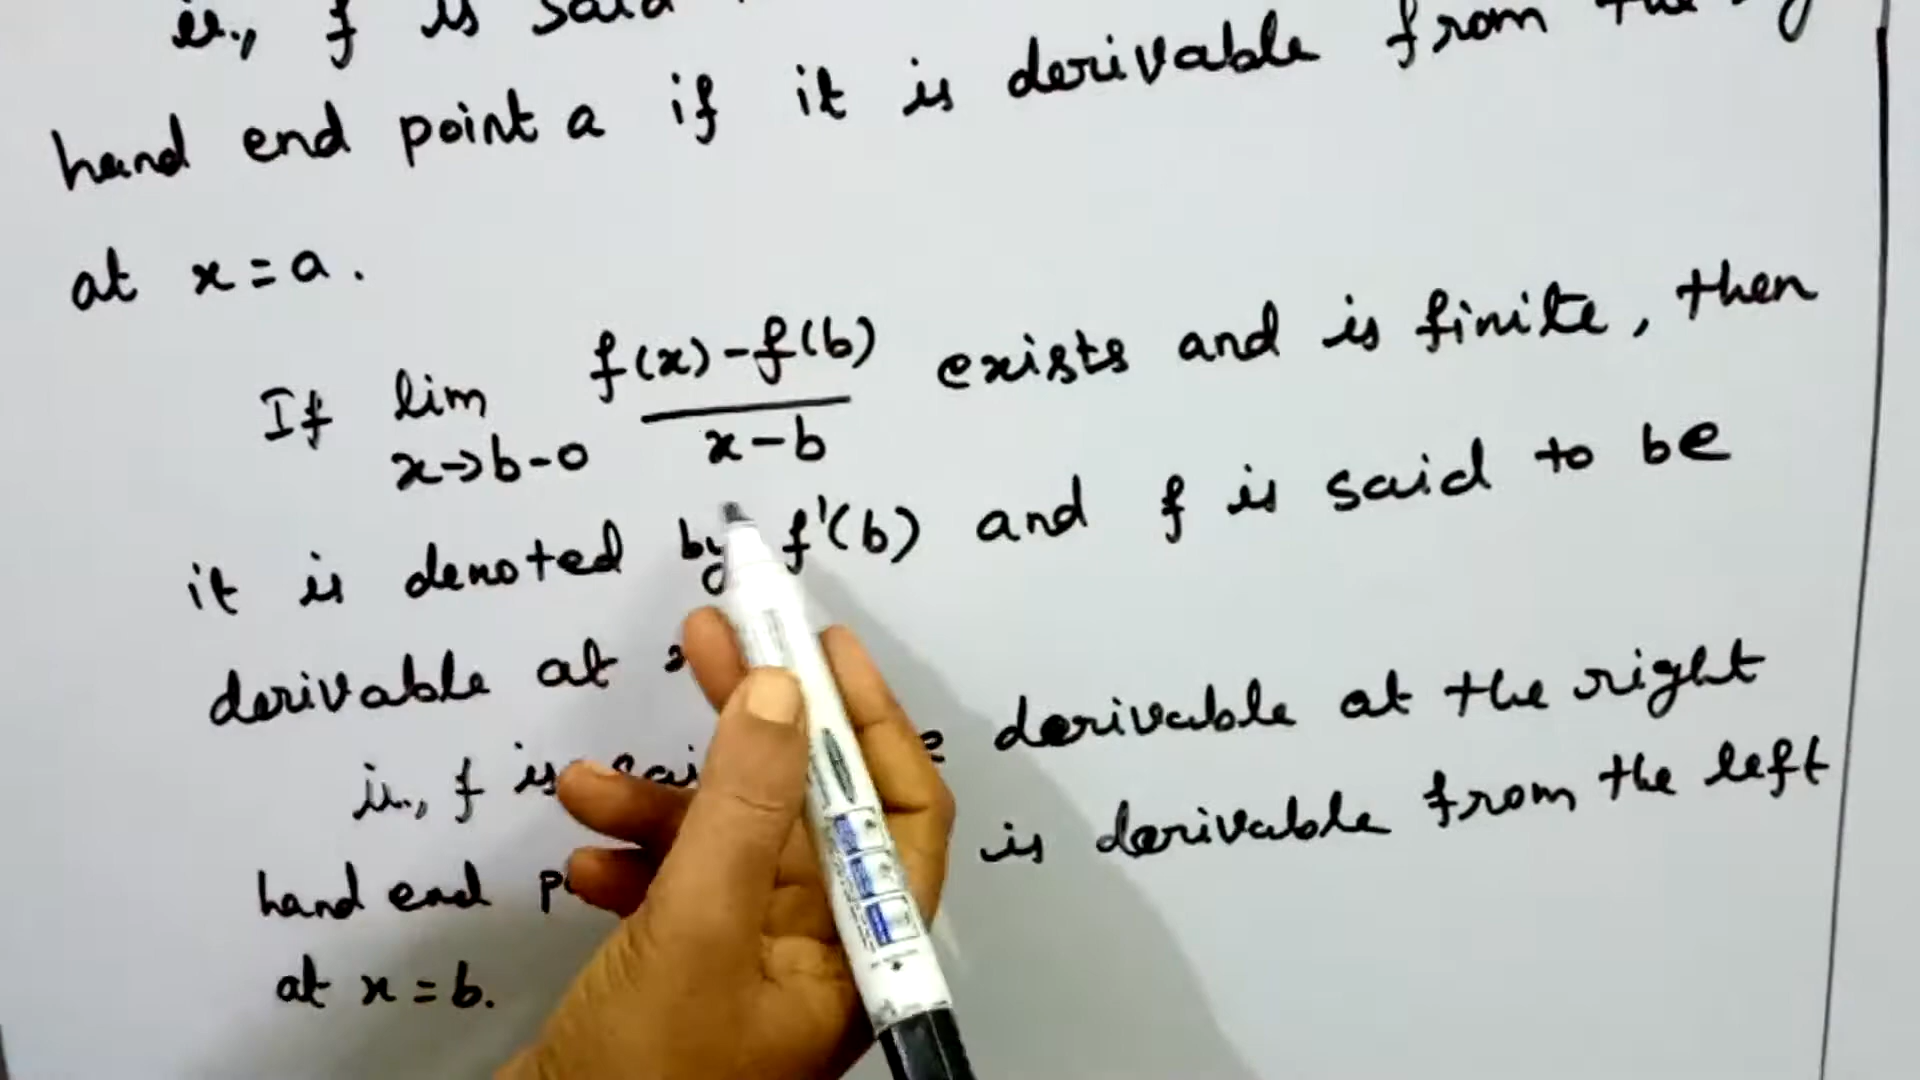 ie., f is said
hand end point a if it is derivable from the
at x = a.
If lim x→b-0 f(x)-f(b) / x-b exists and is finite, then
it is denoted by f'(b) and f is said to be
derivable at
ie., f is derivable at the right
hand end is derivable from the left
at x = b.